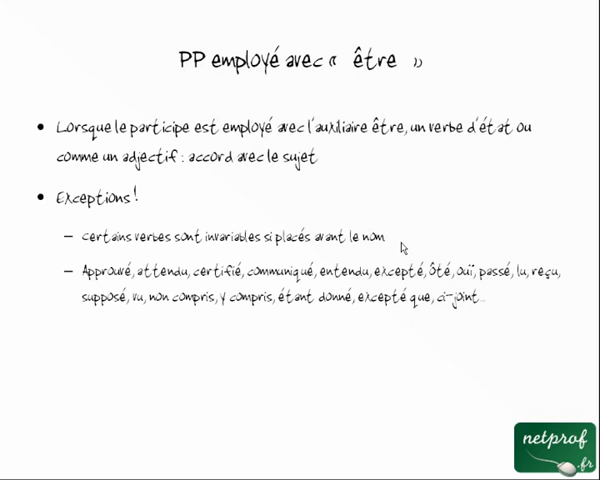 PP employé avec « être »
• Lorsque le participe est employé avec l'auxiliaire être, un verbe d'état ou
comme un adjectif : accord avec le sujet
• Exceptions !
– Certains verbes sont invariables si placés avant le nom
– Approuvé, attendu, certifié, communiqué, entendu, excepté, ôté, ouï, passé, lu, reçu,
supposé, vu, non compris, y compris, étant donné, excepté que, ci-joint...
netprof
.fr